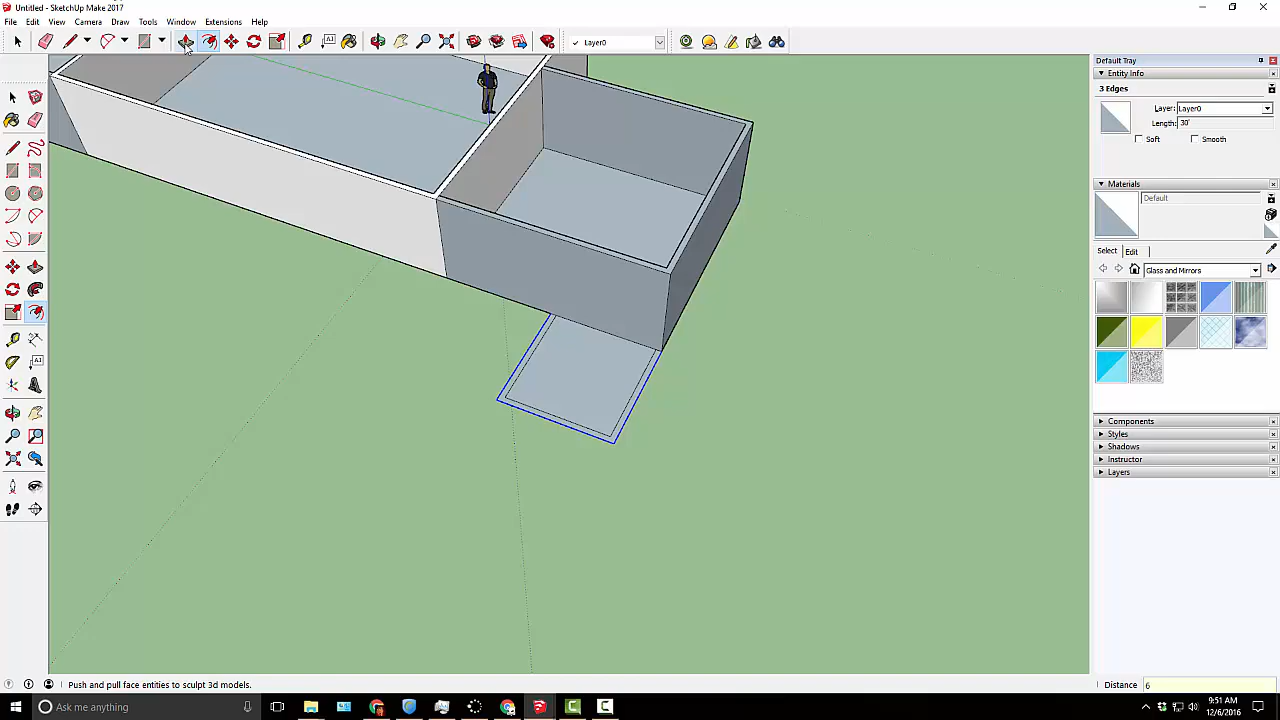 Untitled - SketchUp Make 2017
File Edit View Camera Draw Tools Window Extensions Help
Layer0
Default Tray
Entity Info
3 Edges
Layer: Layer0
Length: 30'
Soft Smooth
Materials
Default
Select Edit
Glass and Mirrors
Components
Styles
Shadows
Instructor
Layers
Push and pull face entities to sculpt 3d models.
Distance 6
Ask me anything
9:51 AM
12/6/2016